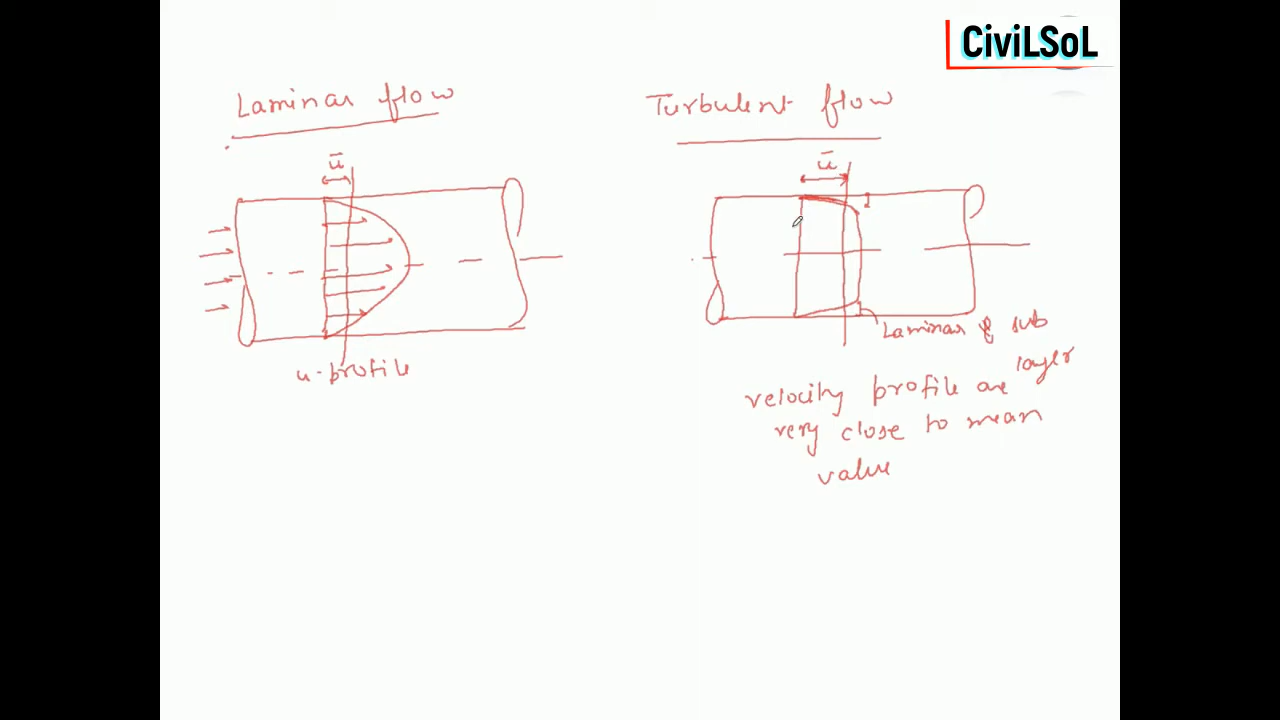 CiviLSoL
Laminar flow
Turbulent flow
ū
ū
u-profile
Laminar sub
layer
velocity profile are
very close to mean
value